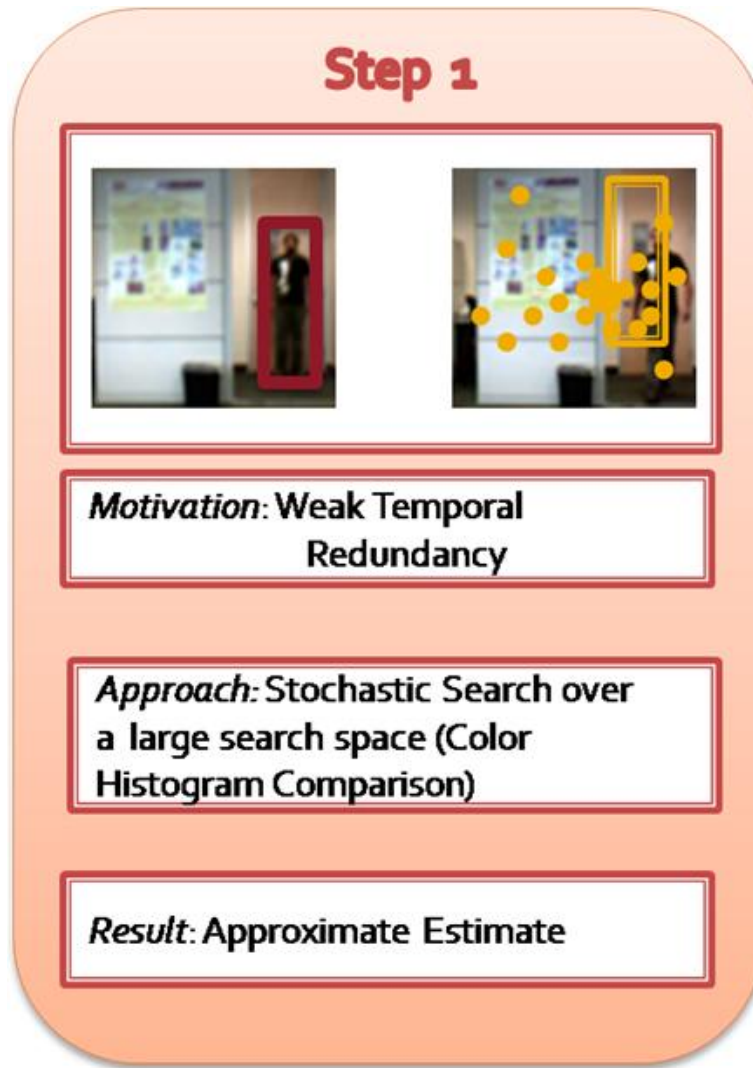 Step 1
Motivation: Weak Temporal
Redundancy
Approach: Stochastic Search over
a large search space (Color
Histogram Comparison)
Result: Approximate Estimate